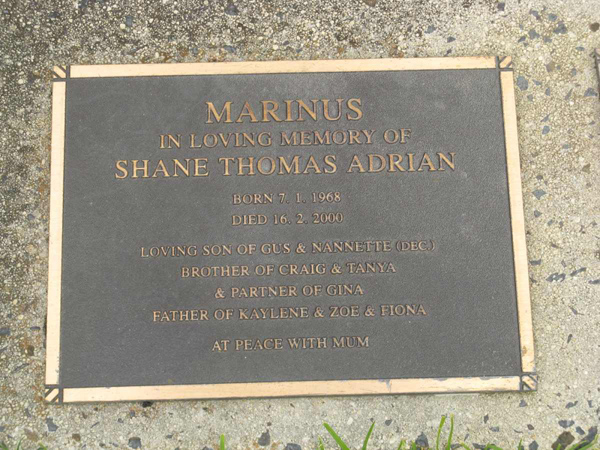 MARINUS
IN LOVING MEMORY OF
SHANE THOMAS ADRIAN
BORN 7. 1. 1968
DIED 16. 2. 2000
LOVING SON OF GUS & NANNETTE (DEC.)
BROTHER OF CRAIG & TANYA
& PARTNER OF GINA
FATHER OF KAYLENE & ZOE & FIONA
AT PEACE WITH MUM